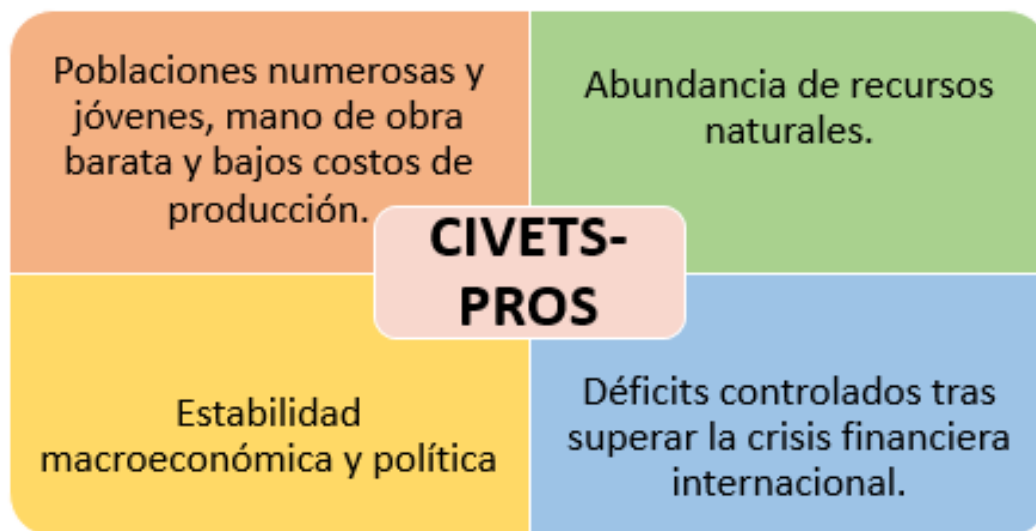 Poblaciones numerosas y
jóvenes, mano de obra
barata y bajos costos de
producción.
Abundancia de recursos
naturales.
CIVETS-
PROS
Estabilidad
macroeconómica y política
Déficits controlados tras
superar la crisis financiera
internacional.